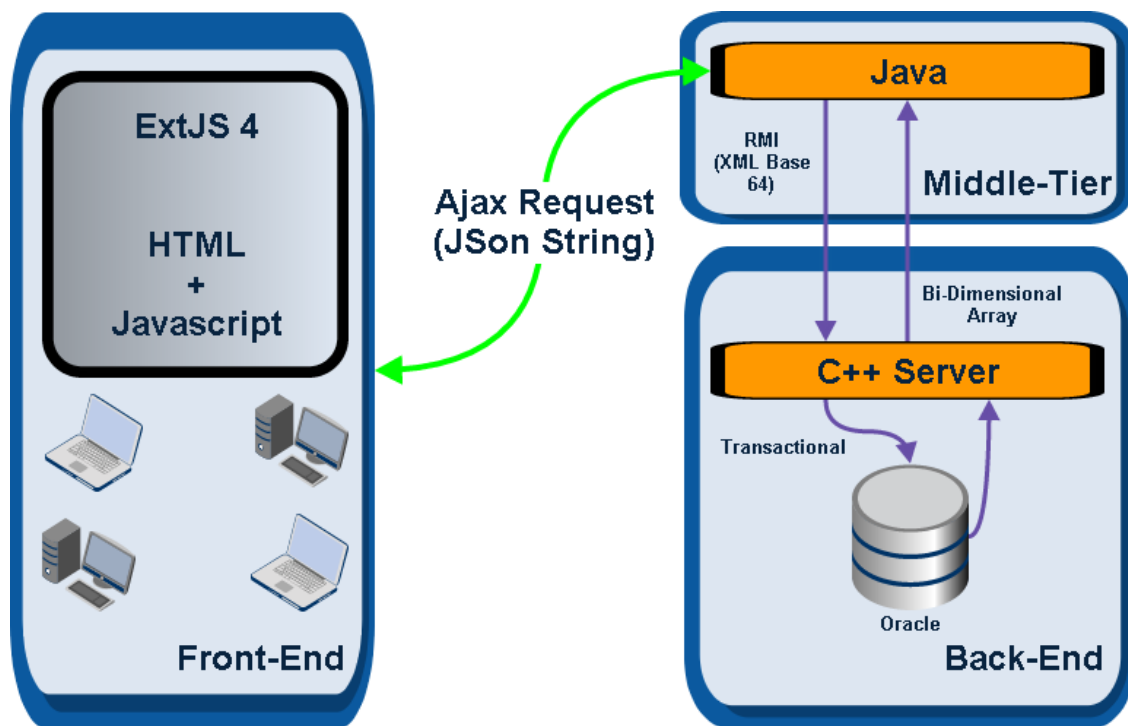 ExtJS 4
HTML
+
Javascript
Front-End
Ajax Request
(JSon String)
Java
RMI
(XML Base
64)
Middle-Tier
Bi-Dimensional
Array
C++ Server
Transactional
Oracle
Back-End